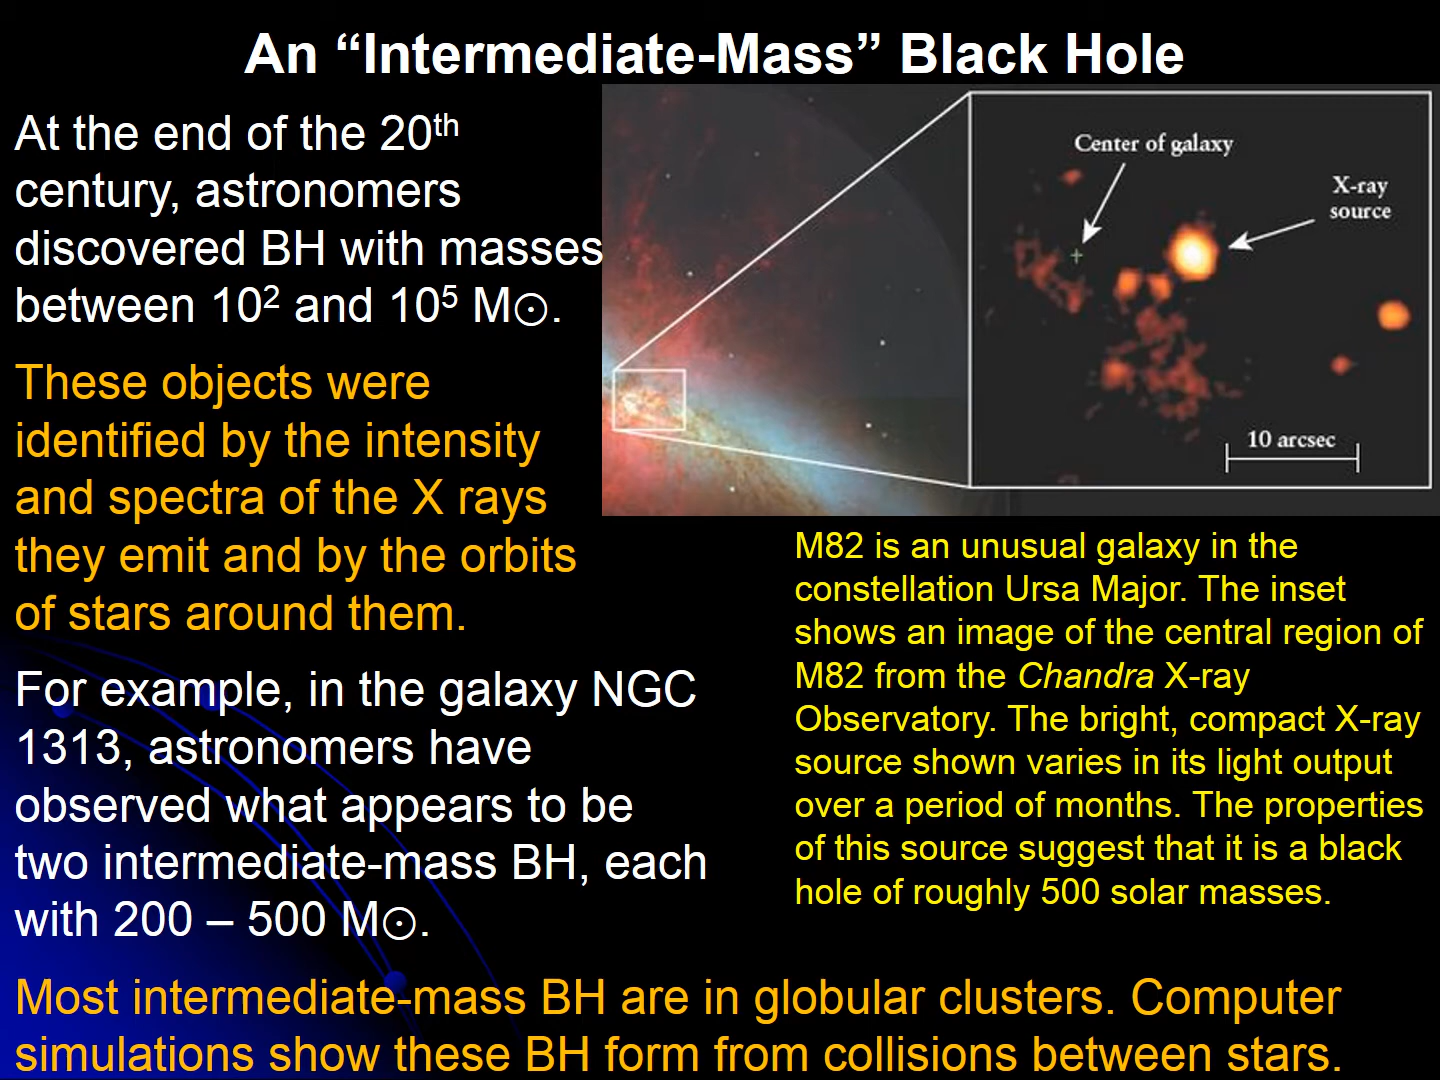 An “Intermediate-Mass” Black Hole
At the end of the 20th
century, astronomers
discovered BH with masses
between 10² and 10⁵ M⊙.
These objects were
identified by the intensity
and spectra of the X rays
they emit and by the orbits
of stars around them.
For example, in the galaxy NGC
1313, astronomers have
observed what appears to be
two intermediate-mass BH, each
with 200 – 500 M⊙.
Center of galaxy
X-ray
source
10 arcsec
M82 is an unusual galaxy in the
constellation Ursa Major. The inset
shows an image of the central region of
M82 from the Chandra X-ray
Observatory. The bright, compact X-ray
source shown varies in its light output
over a period of months. The properties
of this source suggest that it is a black
hole of roughly 500 solar masses.
Most intermediate-mass BH are in globular clusters. Computer
simulations show these BH form from collisions between stars.